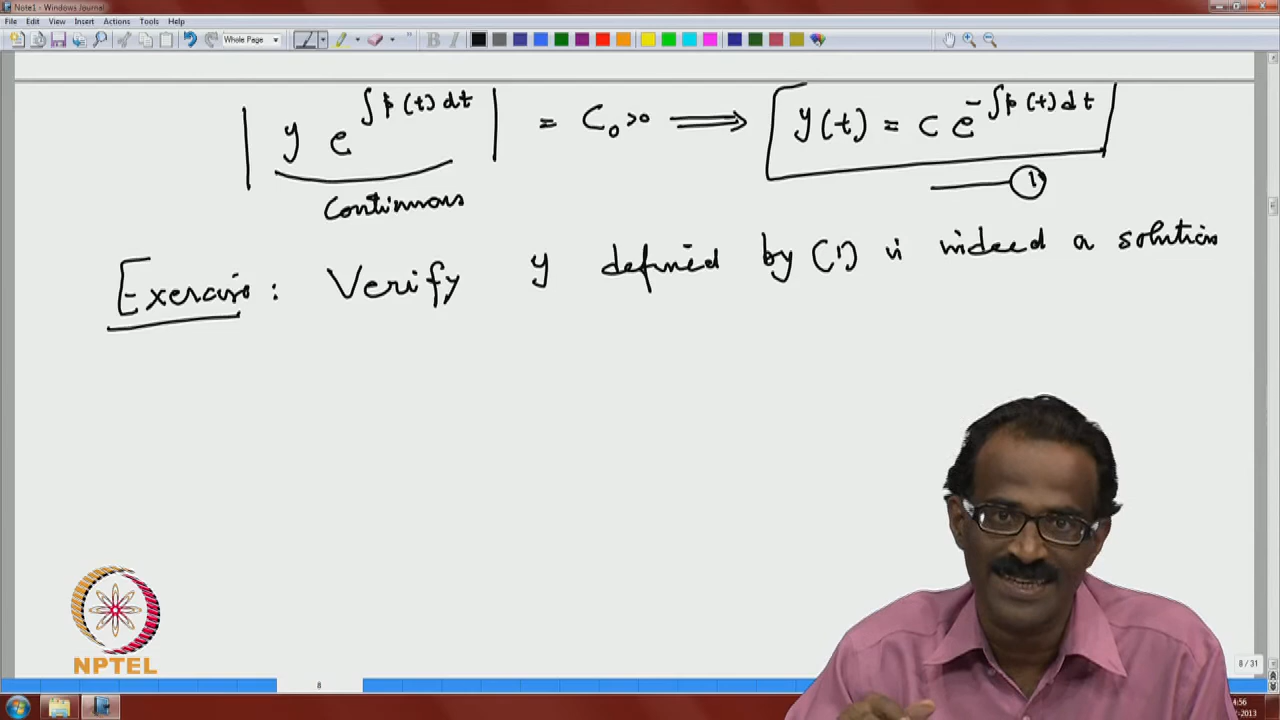 Note1 - Windows Journal
File Edit View Insert Actions Tools Help
Whole Page
| y e^{∫p(t)dt} | = C₀ > 0 ⟹ y(t) = c e^{-∫p(t)dt}
Continuous
(1)
Exercise : Verify y defined by (1) is indeed a solution
NPTEL
8
8 / 31